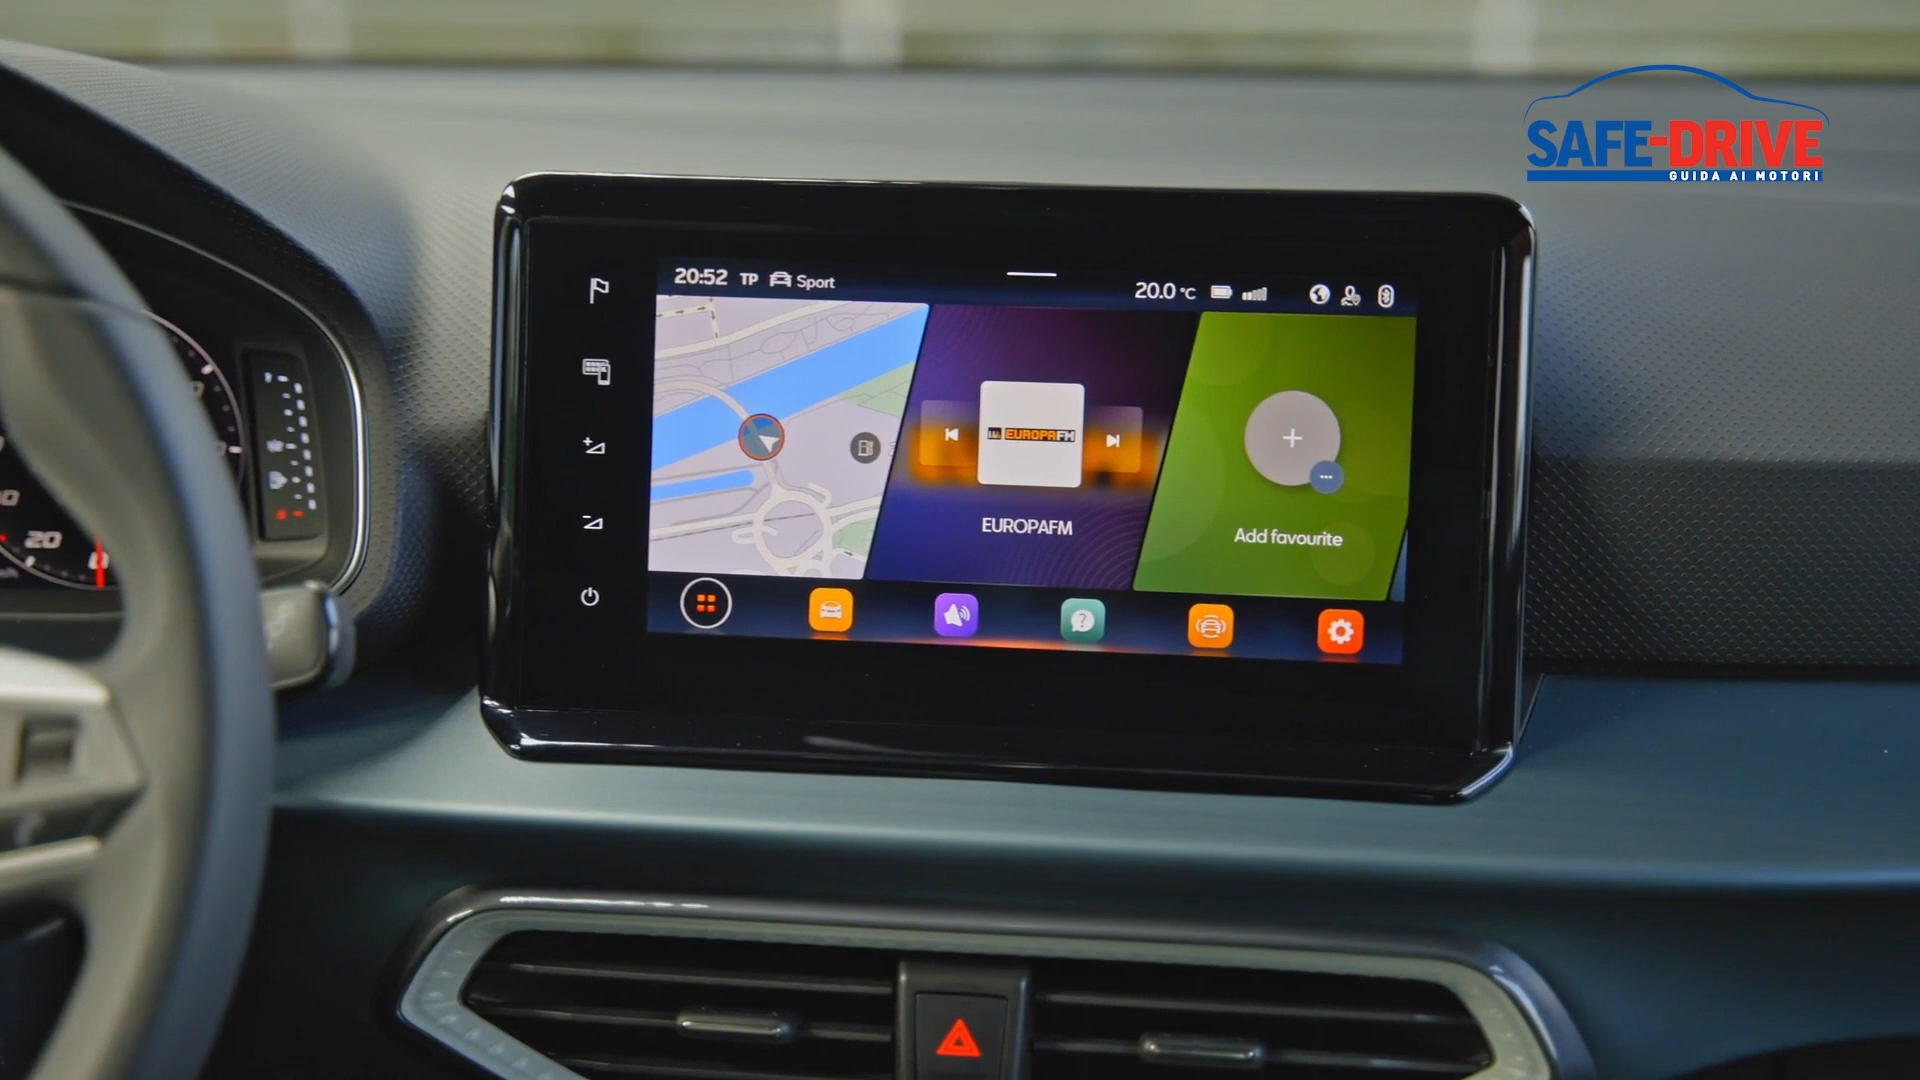 SAFE-DRIVE
GUIDA AI MOTORI
20:52 TP Sport
20.0 °C
EUROPAFM
EUROPAFM
Add favourite
20